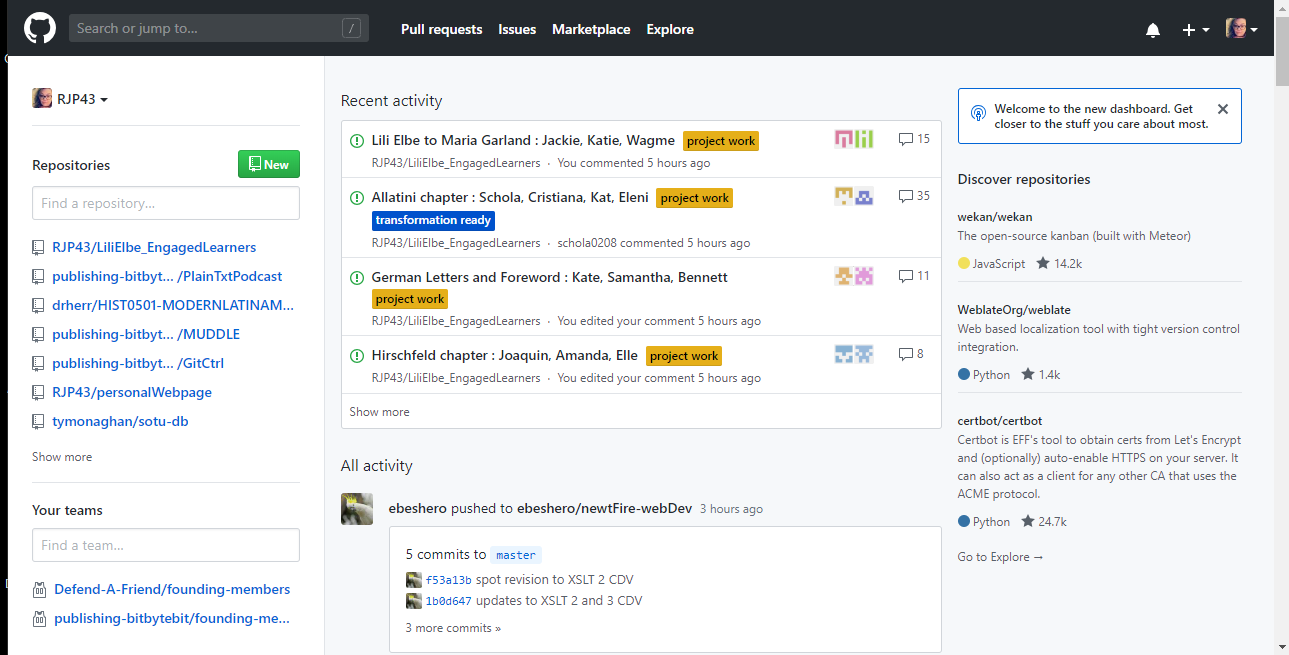 Search or jump to...
/
Pull requests Issues Marketplace Explore
RJP43
Repositories
New
Find a repository...
RJP43/LiliElbe_EngagedLearners
publishing-bitbyt... /PlainTxtPodcast
drherr/HIST0501-MODERNLATINAM...
publishing-bitbyt... /MUDDLE
publishing-bitbyt... /GitCtrl
RJP43/personalWebpage
tymonaghan/sotu-db
Show more
Your teams
Find a team...
Defend-A-Friend/founding-members
publishing-bitbytebit/founding-me...
Recent activity
Lili Elbe to Maria Garland : Jackie, Katie, Wagme project work 15
RJP43/LiliElbe_EngagedLearners · You commented 5 hours ago
Allatini chapter : Schola, Cristiana, Kat, Eleni project work 35
transformation ready
RJP43/LiliElbe_EngagedLearners · schola0208 commented 5 hours ago
German Letters and Foreword : Kate, Samantha, Bennett 11
project work
RJP43/LiliElbe_EngagedLearners · You edited your comment 5 hours ago
Hirschfeld chapter : Joaquin, Amanda, Elle project work 8
RJP43/LiliElbe_EngagedLearners · You edited your comment 5 hours ago
Show more
All activity
ebeshero pushed to ebeshero/newtFire-webDev 3 hours ago
5 commits to master
f53a13b spot revision to XSLT 2 CDV
1b0d647 updates to XSLT 2 and 3 CDV
3 more commits »
Welcome to the new dashboard. Get
closer to the stuff you care about most.
Discover repositories
wekan/wekan
The open-source kanban (built with Meteor)
JavaScript 14.2k
WeblateOrg/weblate
Web based localization tool with tight version control
integration.
Python 1.4k
certbot/certbot
Certbot is EFF's tool to obtain certs from Let's Encrypt
and (optionally) auto-enable HTTPS on your server. It
can also act as a client for any other CA that uses the
ACME protocol.
Python 24.7k
Go to Explore →